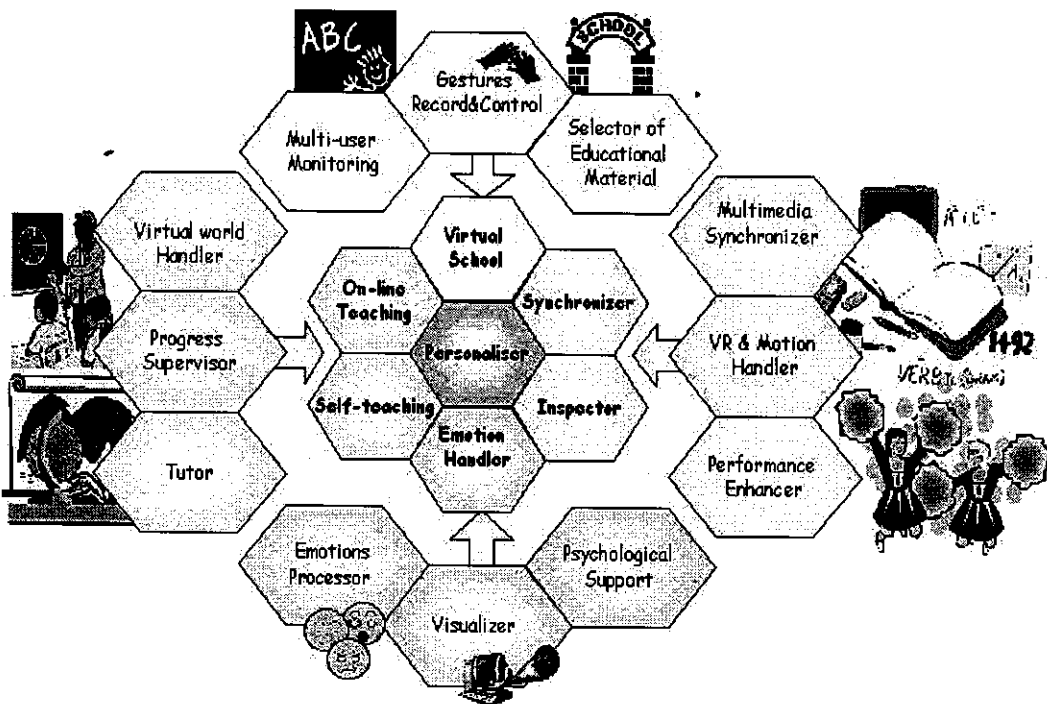 ABC
SCHOOL
Gestures
Record&Control
Multi-user
Monitoring
Selector of
Educational
Material
Virtual world
Handler
Multimedia
Synchronizer
Virtual
School
On-line
Teaching
Synchronizer
Progress
Supervisor
Personaliser
VR & Motion
Handler
1492
Self-teaching
Inspector
Emotion
Handler
Tutor
Performance
Enhancer
Emotions
Processor
Psychological
Support
Visualizer